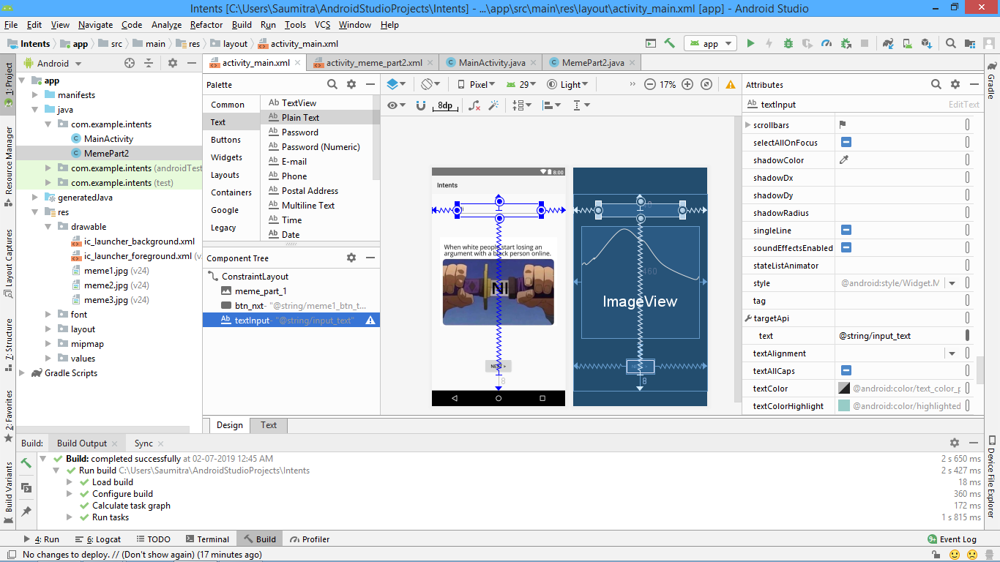 Intents [C:\Users\Saumitra\AndroidStudioProjects\Intents] - ...\app\src\main\res\layout\activity_main.xml [app] - Android Studio
File Edit View Navigate Code Analyze Refactor Build Run Tools VCS Window Help
Intents app src main res layout activity_main.xml app
1: Project
Resource Manager
Layout Captures
7: Structure
2: Favorites
Build Variants
Android
app
manifests
java
com.example.intents
MainActivity
MemePart2
com.example.intents (androidTest
com.example.intents (test)
generatedJava
res
drawable
ic_launcher_background.xml
ic_launcher_foreground.xml (v
meme1.jpg (v24)
meme2.jpg (v24)
meme3.jpg (v24)
font
layout
mipmap
values
Gradle Scripts
activity_main.xml activity_meme_part2.xml MainActivity.java MemePart2.java
Palette
Common
Text
Buttons
Widgets
Layouts
Containers
Google
Legacy
Ab TextView
Ab Plain Text
Ab Password
Ab Password (Numeric)
Ab E-mail
Ab Phone
Ab Postal Address
Ab Multiline Text
Ab Time
Ab Date
Component Tree
ConstraintLayout
meme_part_1
btn_nxt- "@string/meme1_btn_t...
Ab textInput- "@string/input_text"
Pixel 29 Light >> 17%
8dp
8:00
Intents
When white people start losing an
argument with a black person online.
NI
8
460
ImageView
8
Design Text
Attributes
Ab textInput EditText
scrollbars
selectAllOnFocus
shadowColor
shadowDx
shadowDy
shadowRadius
singleLine
soundEffectsEnabled
stateListAnimator
style @android:style/Widget.M
tag
targetApi
text @string/input_text
textAlignment
textAllCaps
textColor @android:color/text_color_p
textColorHighlight @android:color/highlighted
Gradle
Device File Explorer
Build: Build Output Sync
Build: completed successfully at 02-07-2019 12:45 AM 2 s 650 ms
Run build C:\Users\Saumitra\AndroidStudioProjects\Intents 2 s 427 ms
Load build 18 ms
Configure build 360 ms
Calculate task graph 172 ms
Run tasks 1 s 815 ms
4: Run 6: Logcat TODO Terminal Build Profiler 9+ Event Log
No changes to deploy. // (Don't show again) (17 minutes ago)